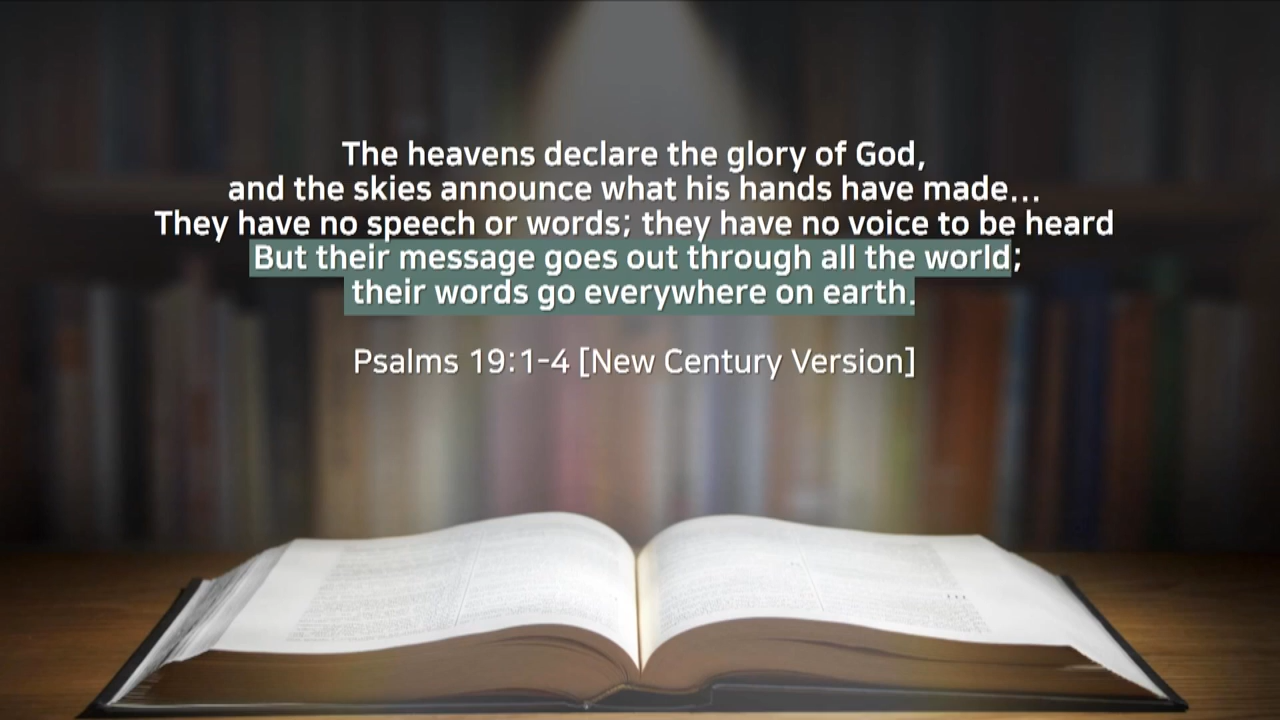 The heavens declare the glory of God,
and the skies announce what his hands have made...
They have no speech or words; they have no voice to be heard
But their message goes out through all the world;
their words go everywhere on earth.
Psalms 19:1-4 [New Century Version]